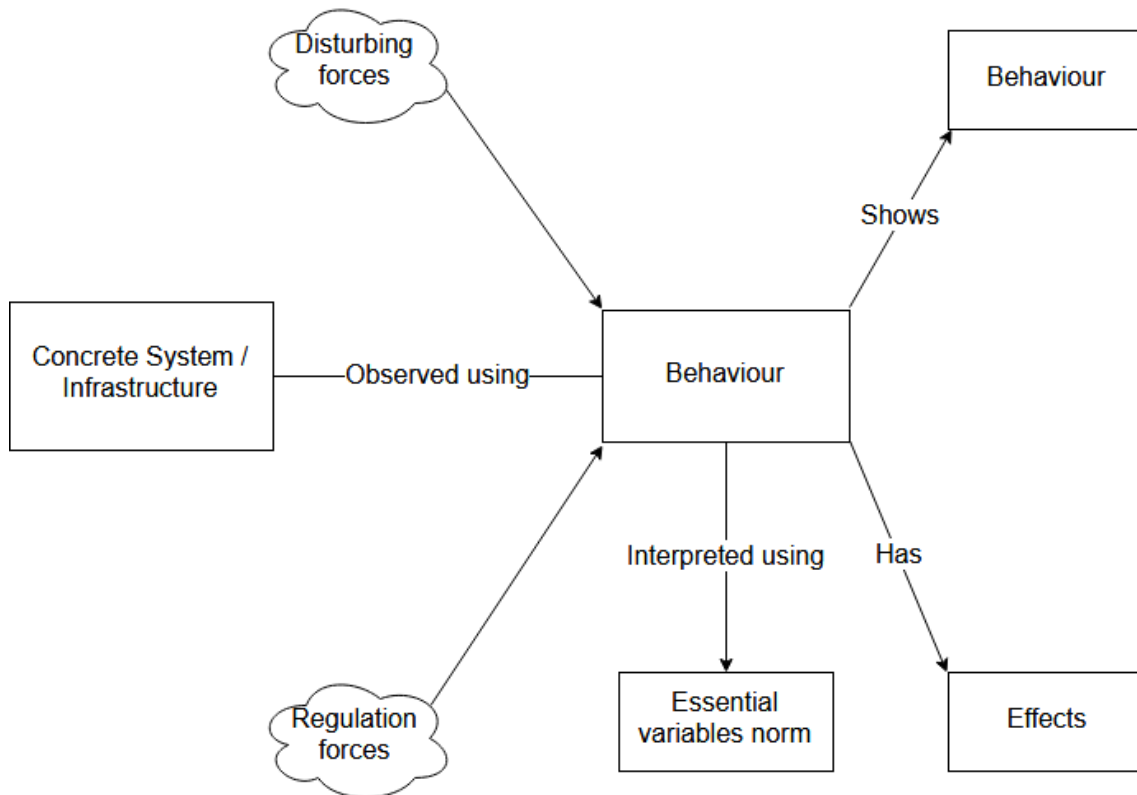 Disturbing
forces
Behaviour
Shows
Concrete System /
Infrastructure
Observed using
Behaviour
Interpreted using
Has
Regulation
forces
Essential
variables norm
Effects